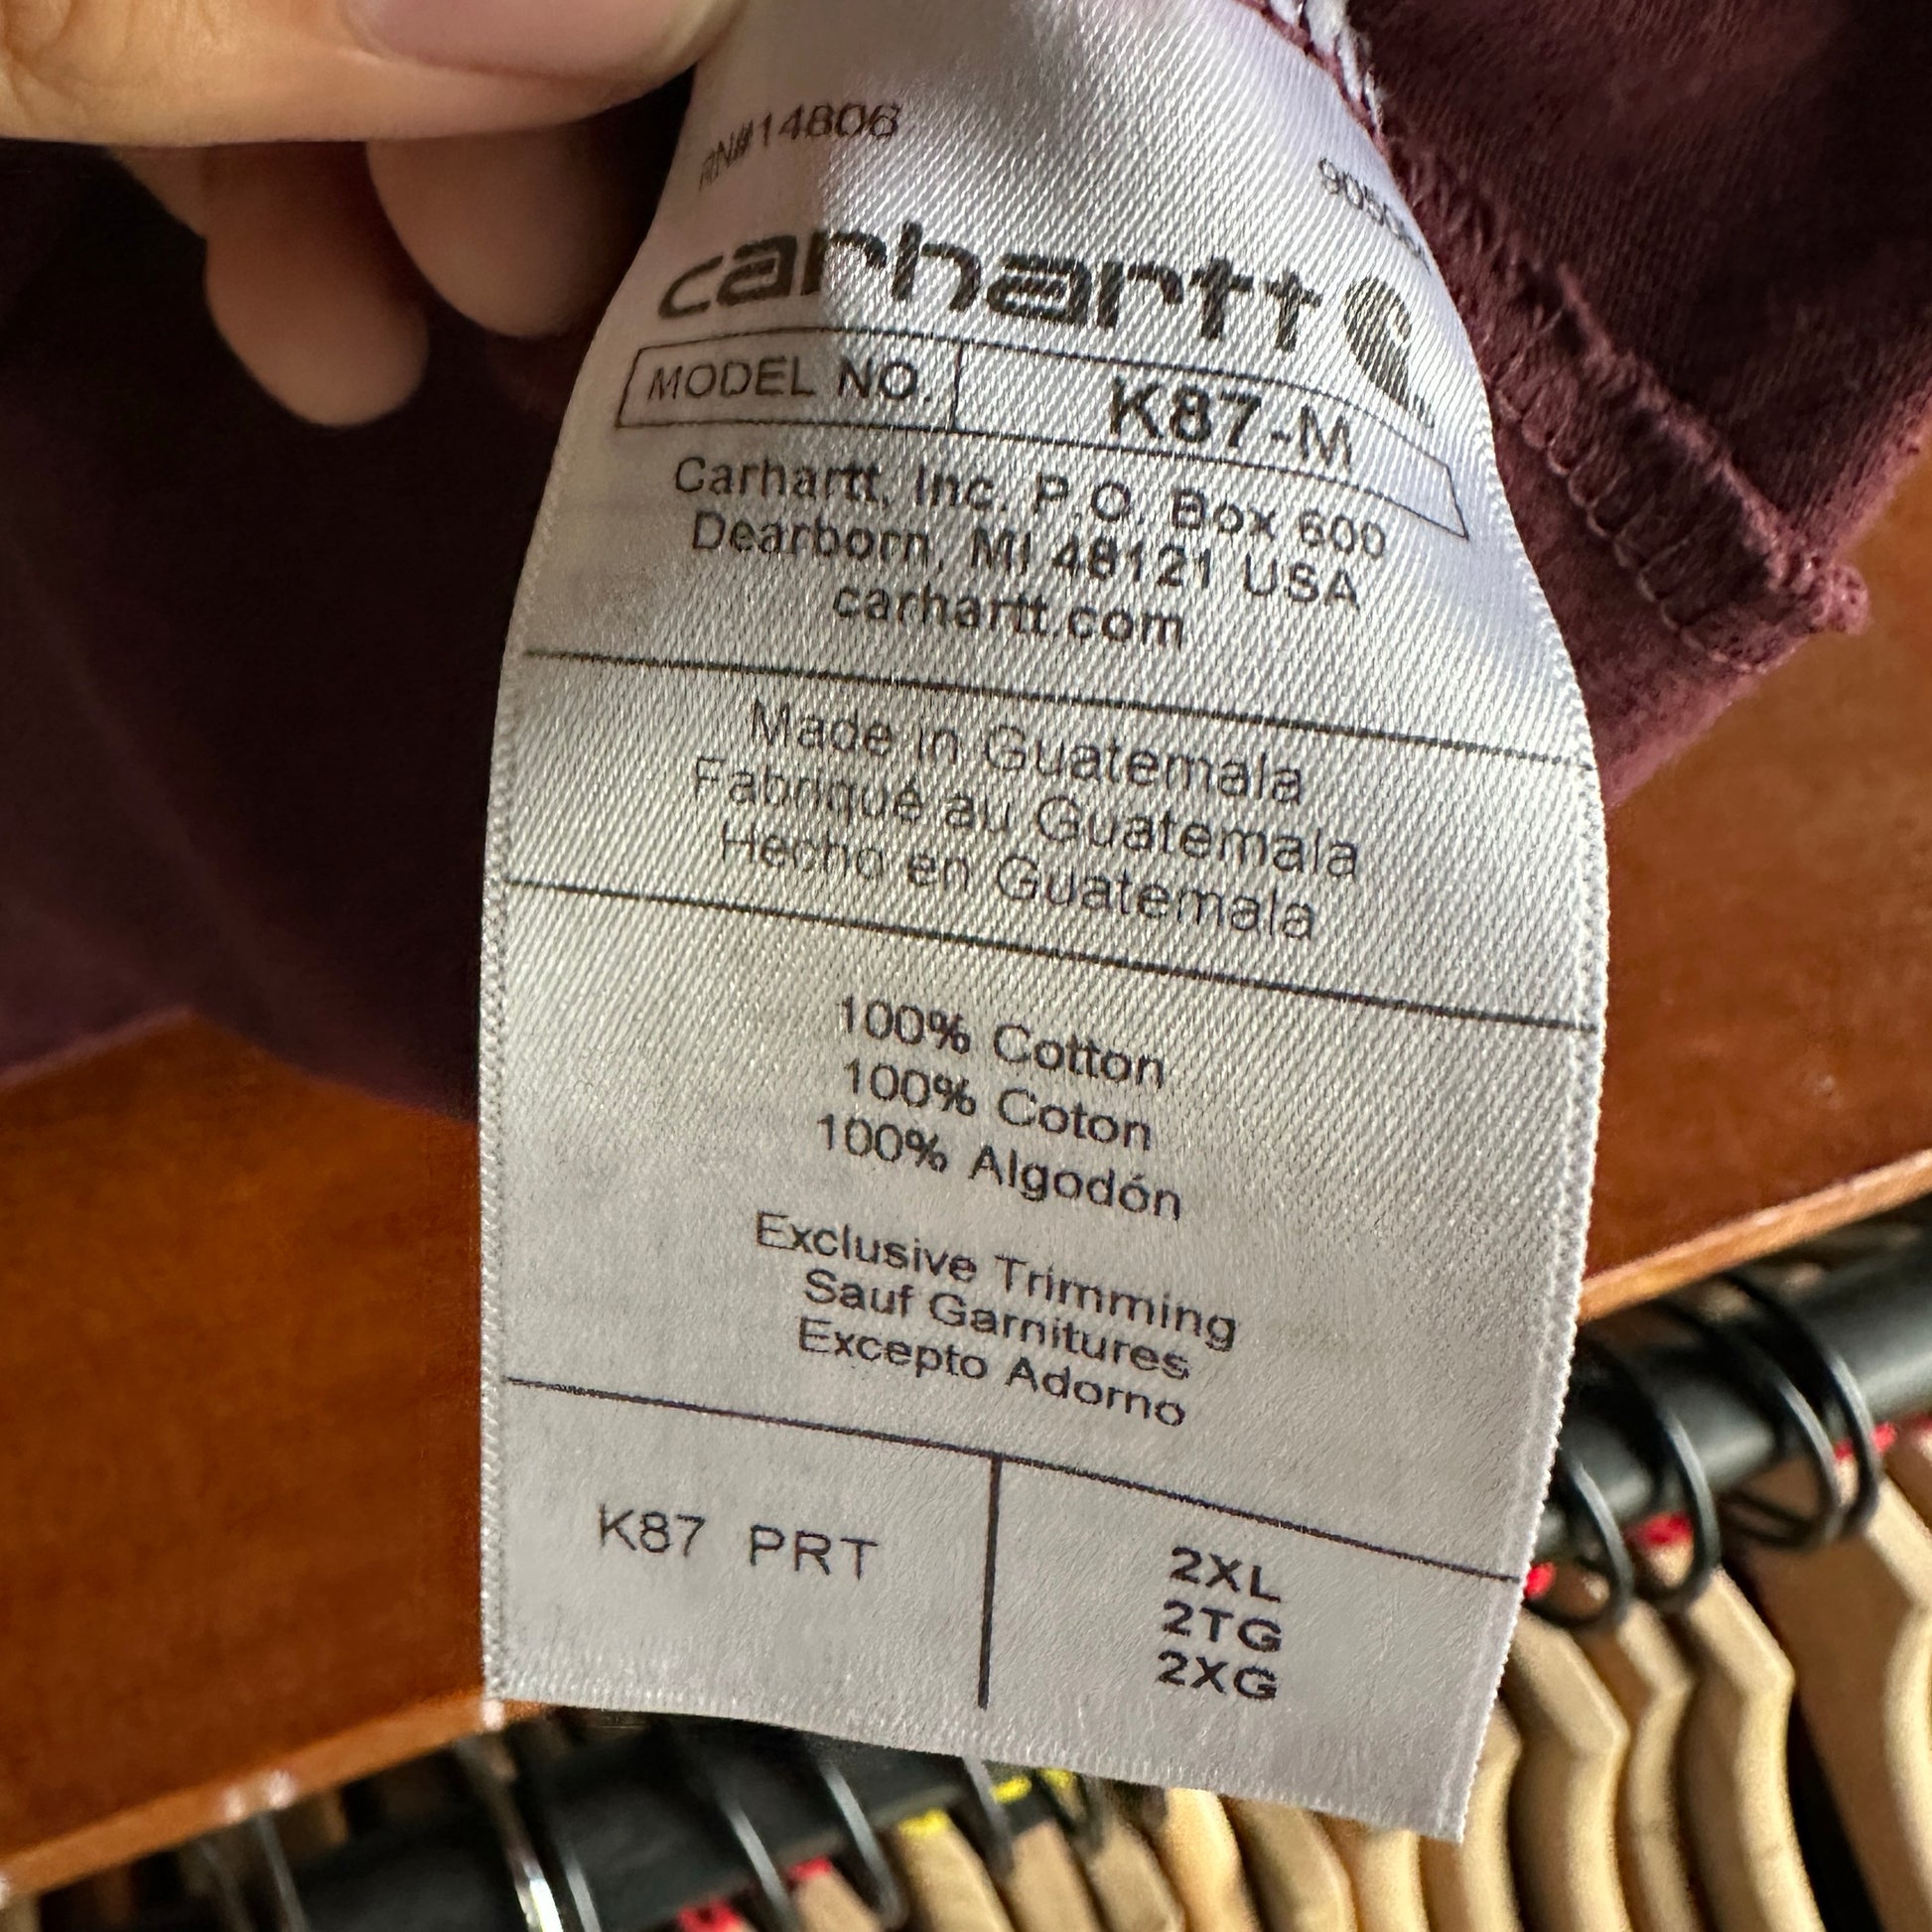 RN#14806
carhartt
MODEL NO. K87-M
Carhartt, Inc. P.O. Box 600
Dearborn, MI 48121 USA
carhartt.com
Made in Guatemala
Fabriqué au Guatemala
Hecho en Guatemala
100% Cotton
100% Coton
100% Algodón
Exclusive Trimming
Sauf Garnitures
Excepto Adorno
K87 PRT
2XL
2TG
2XG